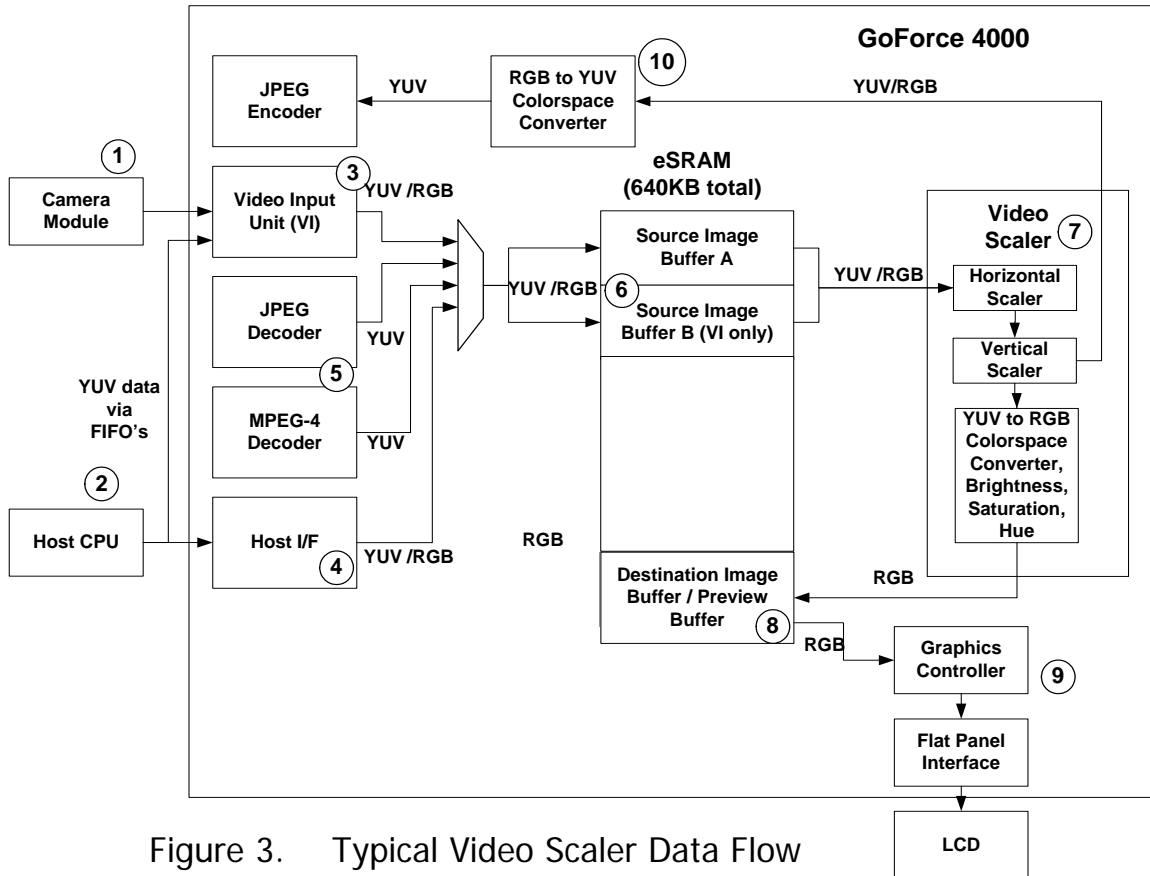 GoForce 4000
10
JPEG
Encoder
YUV
RGB to YUV
Colorspace
Converter
YUV/RGB
1
Camera
Module
3
Video Input
Unit (VI)
YUV /RGB
eSRAM
(640KB total)
Source Image
Buffer A
YUV /RGB
6
Source Image
Buffer B (VI only)
YUV /RGB
Video
Scaler
7
Horizontal
Scaler
Vertical
Scaler
YUV to RGB
Colorspace
Converter,
Brightness,
Saturation,
Hue
JPEG
Decoder
YUV
5
MPEG-4
Decoder
YUV
YUV data
via
FIFO's
2
Host CPU
Host I/F
4
YUV /RGB
RGB
RGB
Destination Image
Buffer / Preview
Buffer
8
RGB
Graphics
Controller
9
Flat Panel
Interface
LCD
Figure 3. Typical Video Scaler Data Flow